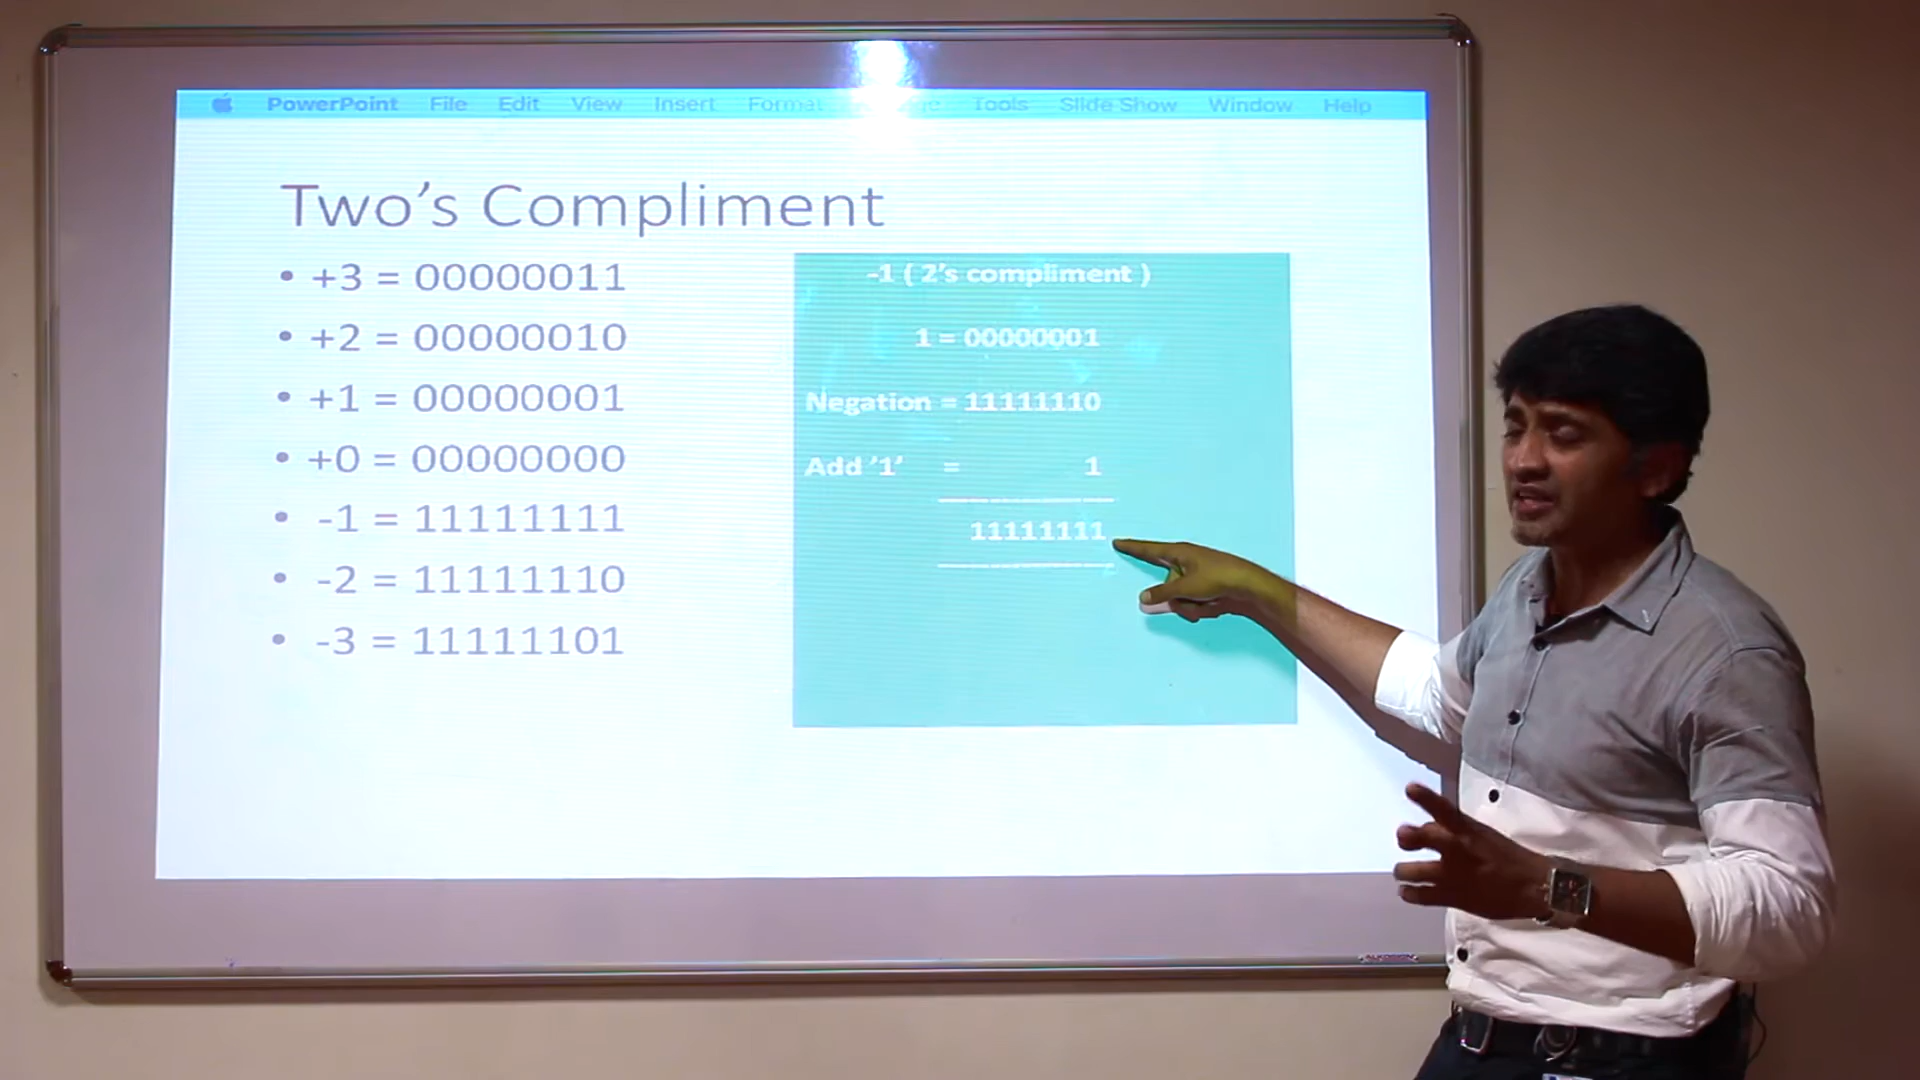 PowerPoint File Edit View Insert Format Tools Slide Show Window Help
Two's Compliment
• +3 = 00000011
• +2 = 00000010
• +1 = 00000001
• +0 = 00000000
• -1 = 11111111
• -2 = 11111110
• -3 = 11111101
-1 ( 2's compliment )
1 = 00000001
Negation = 11111110
Add '1' = 1
11111111